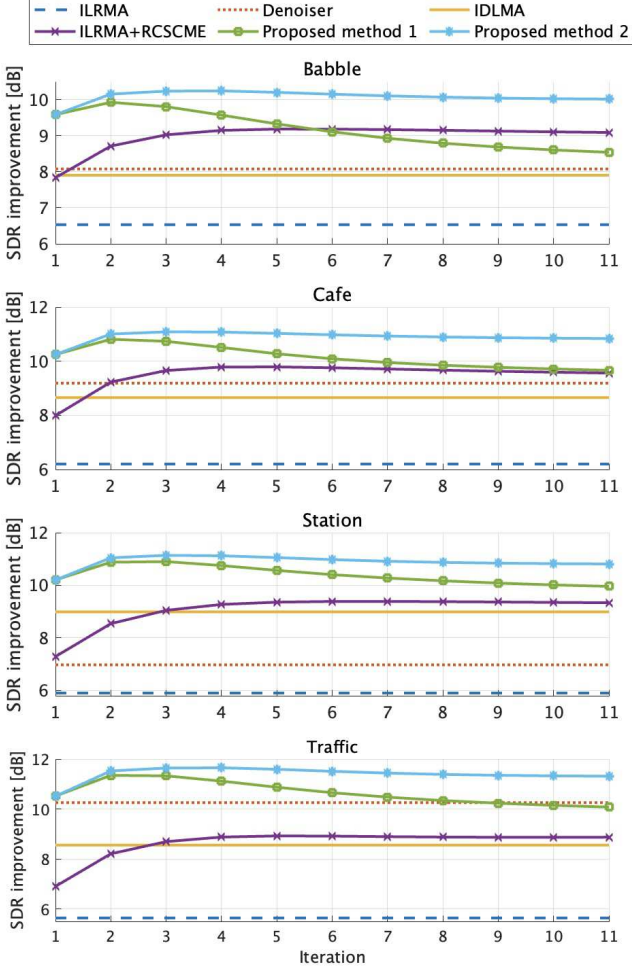 ILRMA Denoiser IDLMA
ILRMA+RCSCME Proposed method 1 Proposed method 2
Babble
SDR improvement [dB]
10
9
8
7
6
1 2 3 4 5 6 7 8 9 10 11
Cafe
SDR improvement [dB]
12
10
8
6
1 2 3 4 5 6 7 8 9 10 11
Station
SDR improvement [dB]
12
10
8
6
1 2 3 4 5 6 7 8 9 10 11
Traffic
SDR improvement [dB]
12
10
8
6
1 2 3 4 5 6 7 8 9 10 11
Iteration